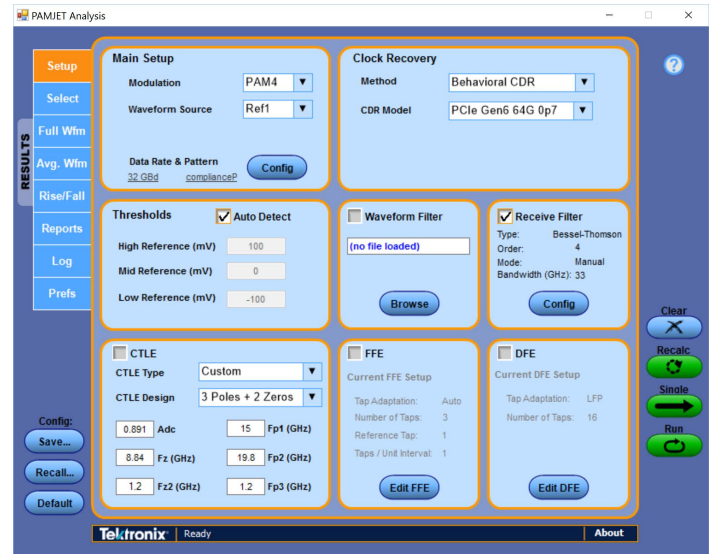 PAMJET Analysis
Setup
Select
RESULTS
Full Wfm
Avg. Wfm
Rise/Fall
Reports
Log
Prefs
Config:
Save...
Recall...
Default
Main Setup
Modulation PAM4
Waveform Source Ref1
Data Rate & Pattern
32 GBd complianceP
Config
Clock Recovery
Method Behavioral CDR
CDR Model PCIe Gen6 64G 0p7
Thresholds Auto Detect
High Reference (mV) 100
Mid Reference (mV) 0
Low Reference (mV) -100
Waveform Filter
(no file loaded)
Browse
Receive Filter
Type: Bessel-Thomson
Order: 4
Mode: Manual
Bandwidth (GHz): 33
Config
CTLE
CTLE Type Custom
CTLE Design 3 Poles + 2 Zeros
0.891 Adc 15 Fp1 (GHz)
8.84 Fz (GHz) 19.8 Fp2 (GHz)
1.2 Fz2 (GHz) 1.2 Fp3 (GHz)
FFE
Current FFE Setup
Tap Adaptation: Auto
Number of Taps: 3
Reference Tap: 1
Taps / Unit Interval: 1
Edit FFE
DFE
Current DFE Setup
Tap Adaptation: LFP
Number of Taps: 16
Edit DFE
?
Clear
Recalc
Single
Run
Tektronix Ready About